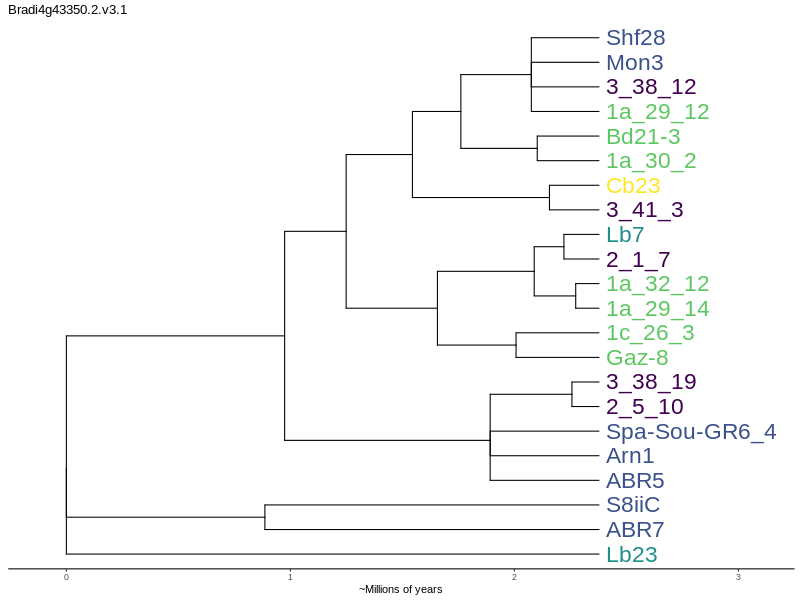 Bradi4g43350.2.v3.1
Shf28
Mon3
3_38_12
1a_29_12
Bd21-3
1a_30_2
Cb23
3_41_3
Lb7
2_1_7
1a_32_12
1a_29_14
1c_26_3
Gaz-8
3_38_19
2_5_10
Spa-Sou-GR6_4
Arn1
ABR5
S8iiC
ABR7
Lb23
0 1 2 3
~Millions of years